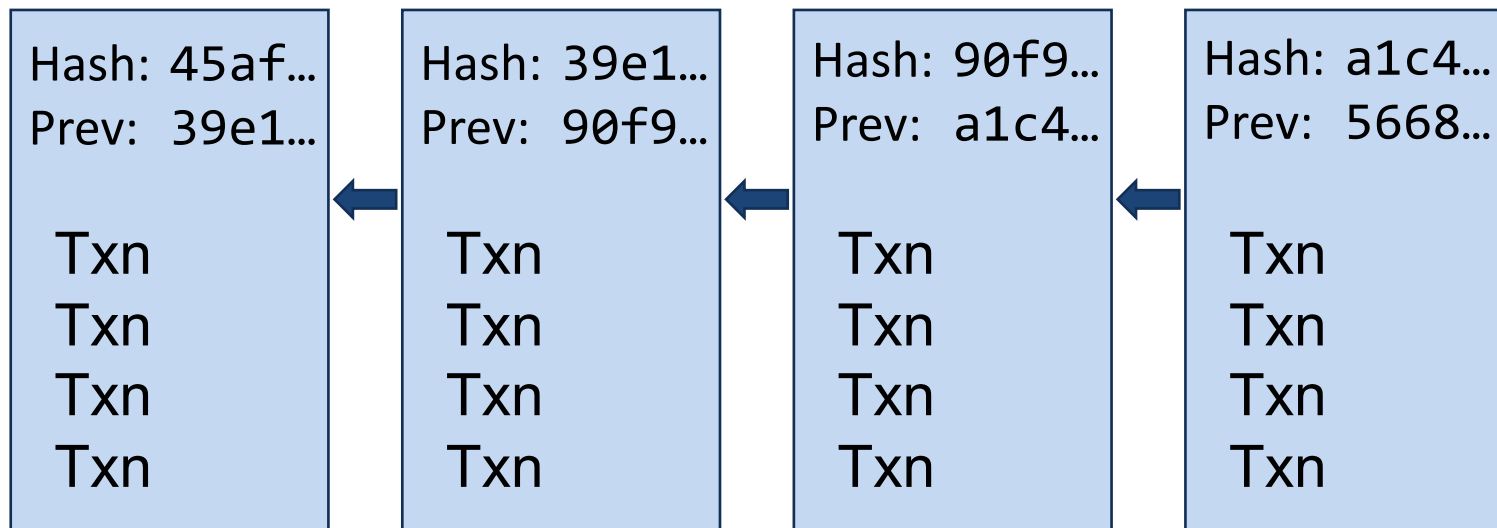 Hash: 45af…
Prev: 39e1…
Txn
Txn
Txn
Txn
Hash: 39e1…
Prev: 90f9…
Txn
Txn
Txn
Txn
Hash: 90f9…
Prev: a1c4…
Txn
Txn
Txn
Txn
Hash: a1c4…
Prev: 5668…
Txn
Txn
Txn
Txn